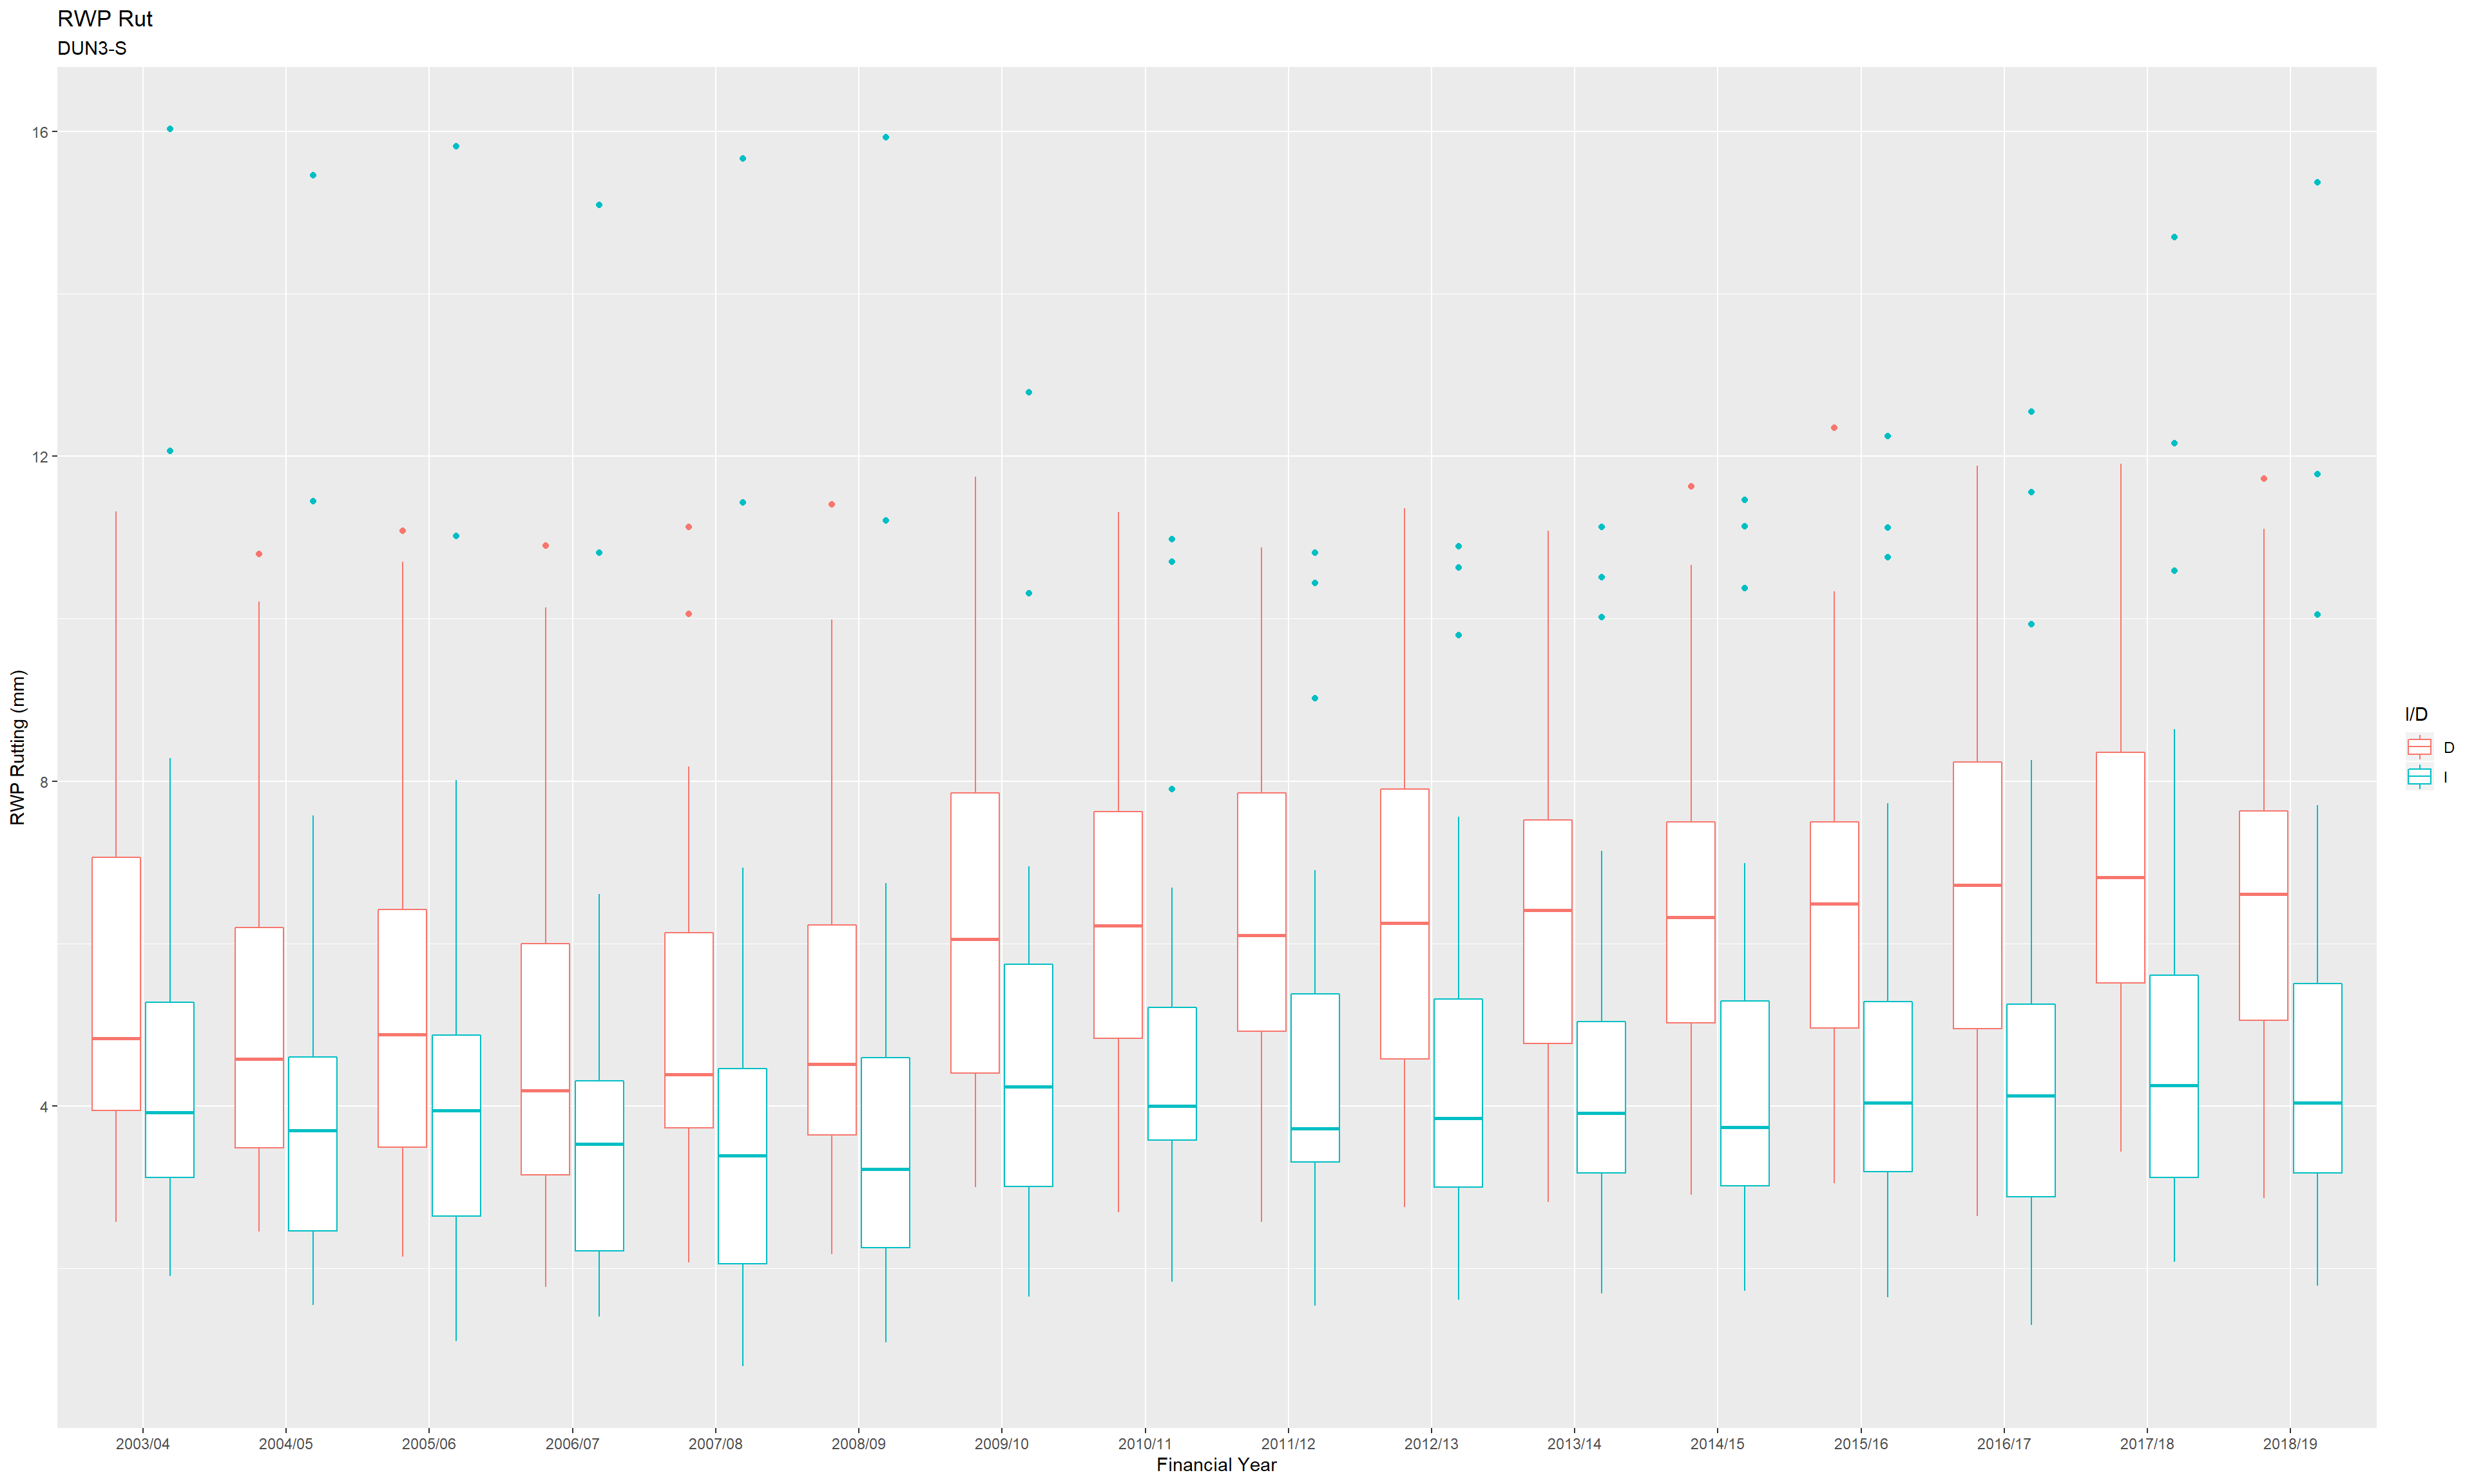 RWP Rut
DUN3-S
RWP Rutting (mm)
16
12
8
4
2003/04 2004/05 2005/06 2006/07 2007/08 2008/09 2009/10 2010/11 2011/12 2012/13 2013/14 2014/15 2015/16 2016/17 2017/18 2018/19
Financial Year
I/D
D
I